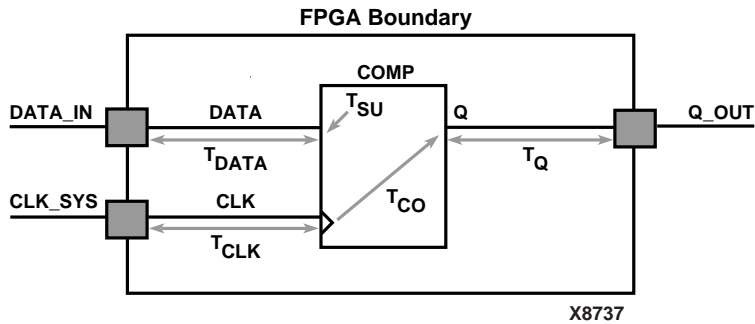 FPGA Boundary
COMP
DATA_IN
DATA
TSU
Q
Q_OUT
TDATA
TQ
CLK_SYS
CLK
TCO
TCLK
X8737